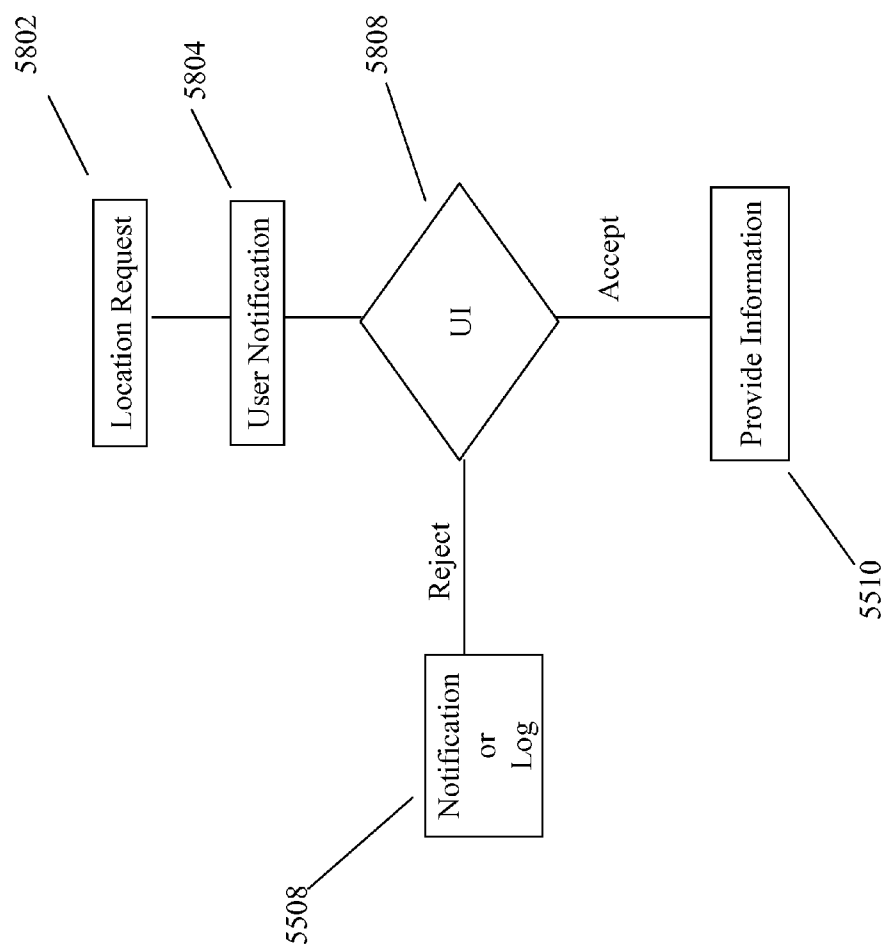 5802
Location Request
5804
User Notification
5808
UI
Reject
Accept
Notification
or
Log
5508
Provide Information
5510